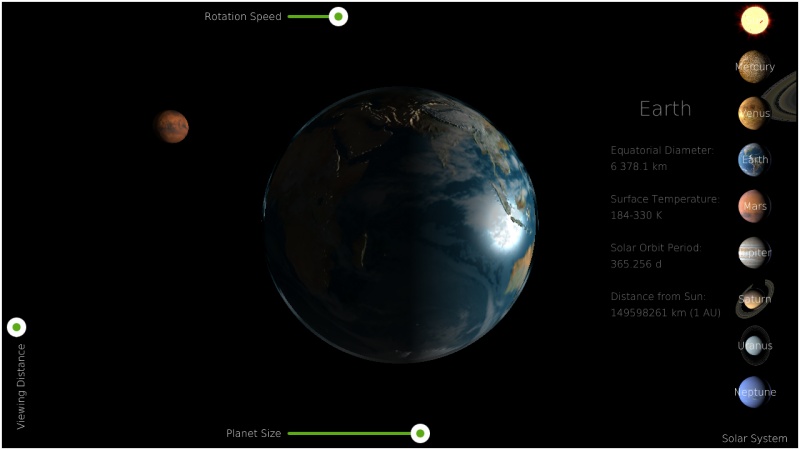 Rotation Speed
Mercury
Venus
Earth
Mars
Jupiter
Saturn
Uranus
Neptune
Solar System
Earth
Equatorial Diameter:
6 378.1 km
Surface Temperature:
184-330 K
Solar Orbit Period:
365.256 d
Distance from Sun:
149598261 km (1 AU)
Viewing Distance
Planet Size